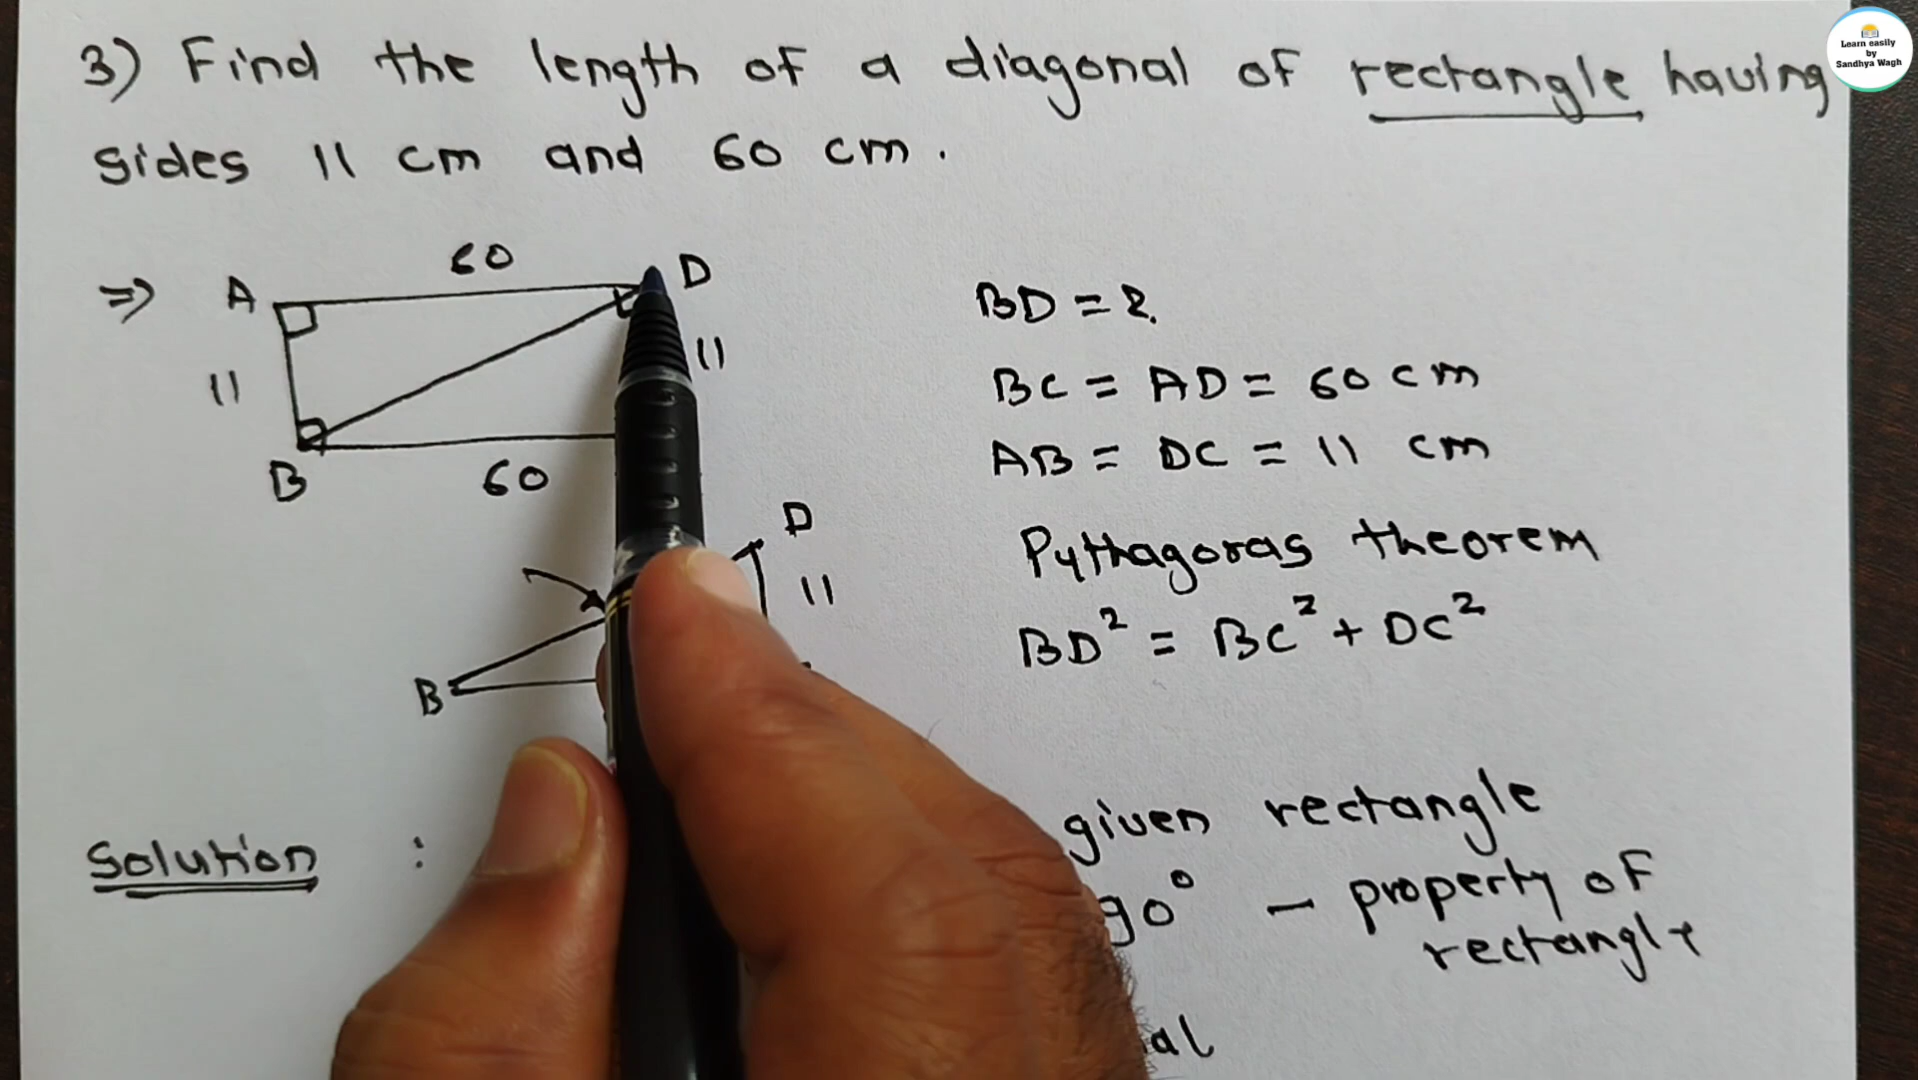 3) Find the length of a diagonal of rectangle having
sides 11 cm and 60 cm.
Learn easily
by
Sandhya Wagh
⇒
60
A
D
11
11
B
60
BD = ?
BC = AD = 60 cm
AB = DC = 11 cm
Pythagoras theorem
BD² = BC² + DC²
D
11
B
Solution :
given rectangle
90° - property of
rectangle